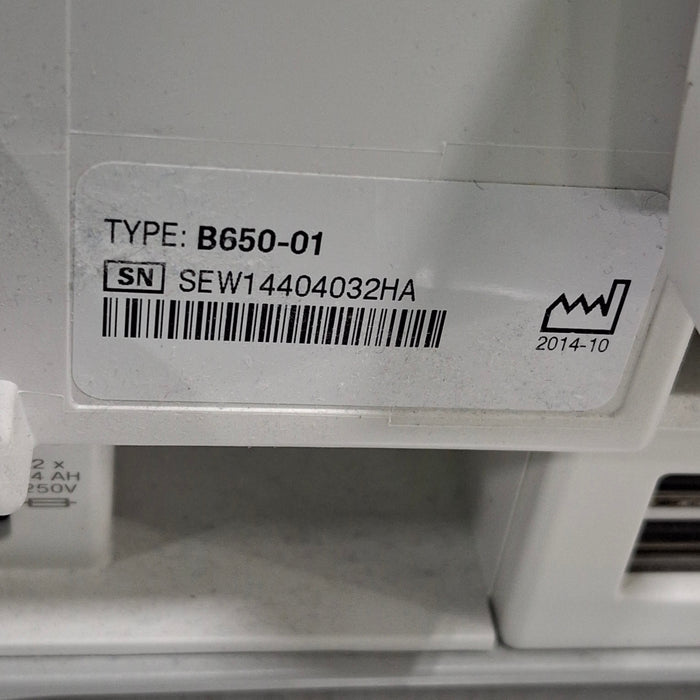 TYPE: B650-01
SN SEW14404032HA
2014-10
2 x
4 AH
250V